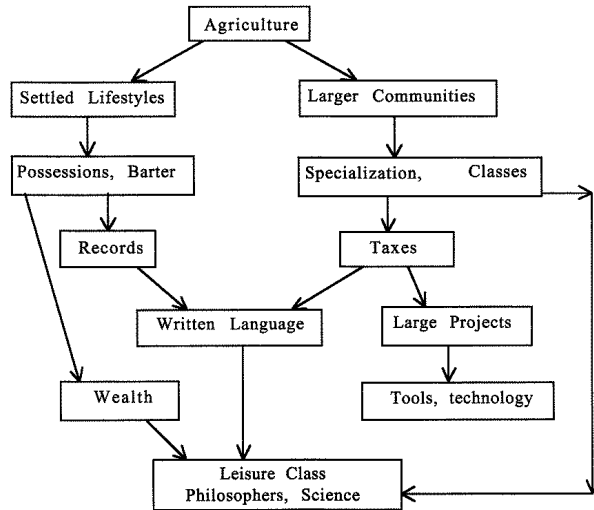 Agriculture
Settled Lifestyles
Larger Communities
Possessions, Barter
Specialization, Classes
Records
Taxes
Written Language
Large Projects
Wealth
Tools, technology
Leisure Class
Philosophers, Science